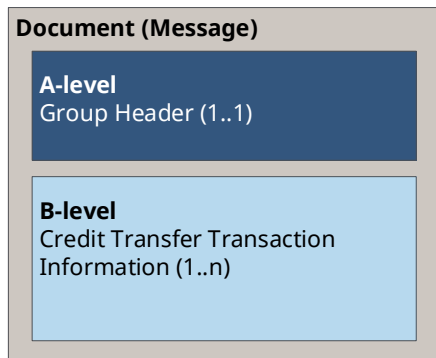 Document (Message)
A-level
Group Header (1..1)
B-level
Credit Transfer Transaction
Information (1..n)